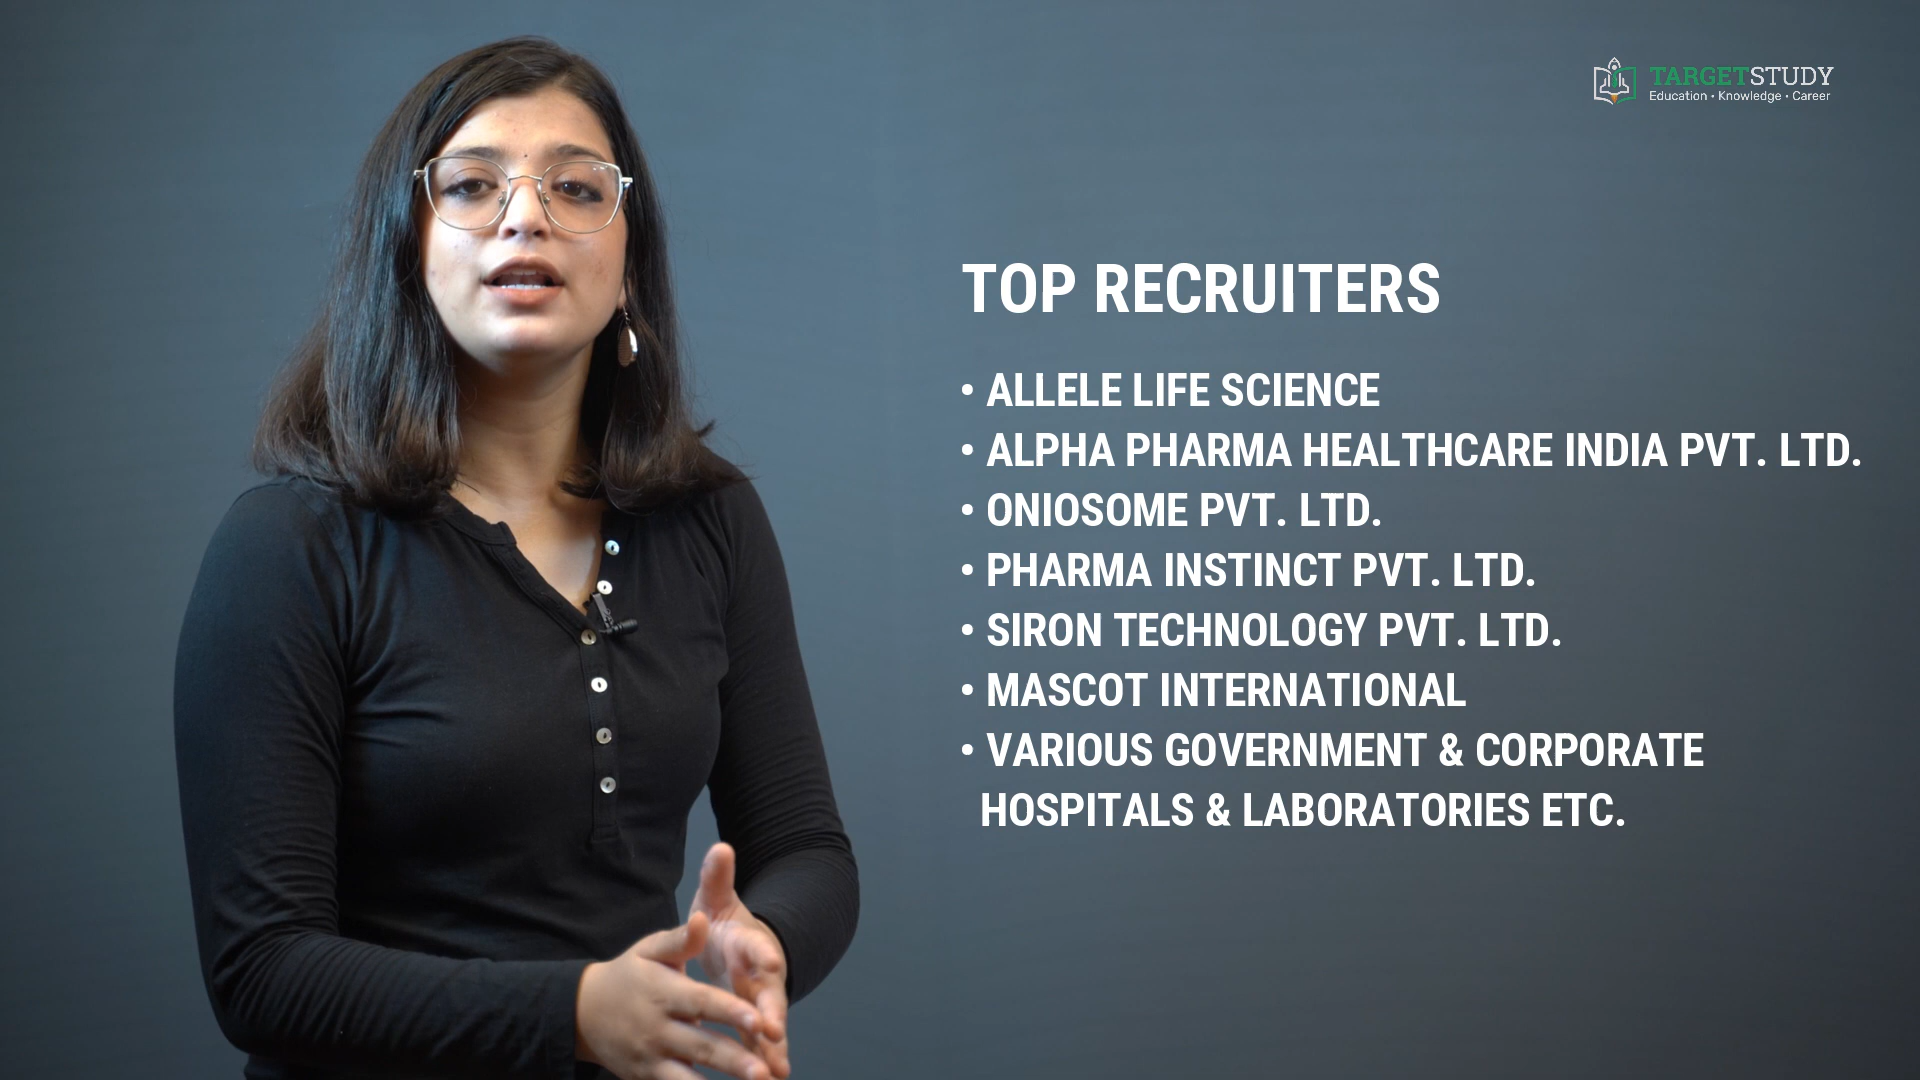 TARGETSTUDY
Education • Knowledge • Career
TOP RECRUITERS
• ALLELE LIFE SCIENCE
• ALPHA PHARMA HEALTHCARE INDIA PVT. LTD.
• ONIOSOME PVT. LTD.
• PHARMA INSTINCT PVT. LTD.
• SIRON TECHNOLOGY PVT. LTD.
• MASCOT INTERNATIONAL
• VARIOUS GOVERNMENT & CORPORATE
HOSPITALS & LABORATORIES ETC.